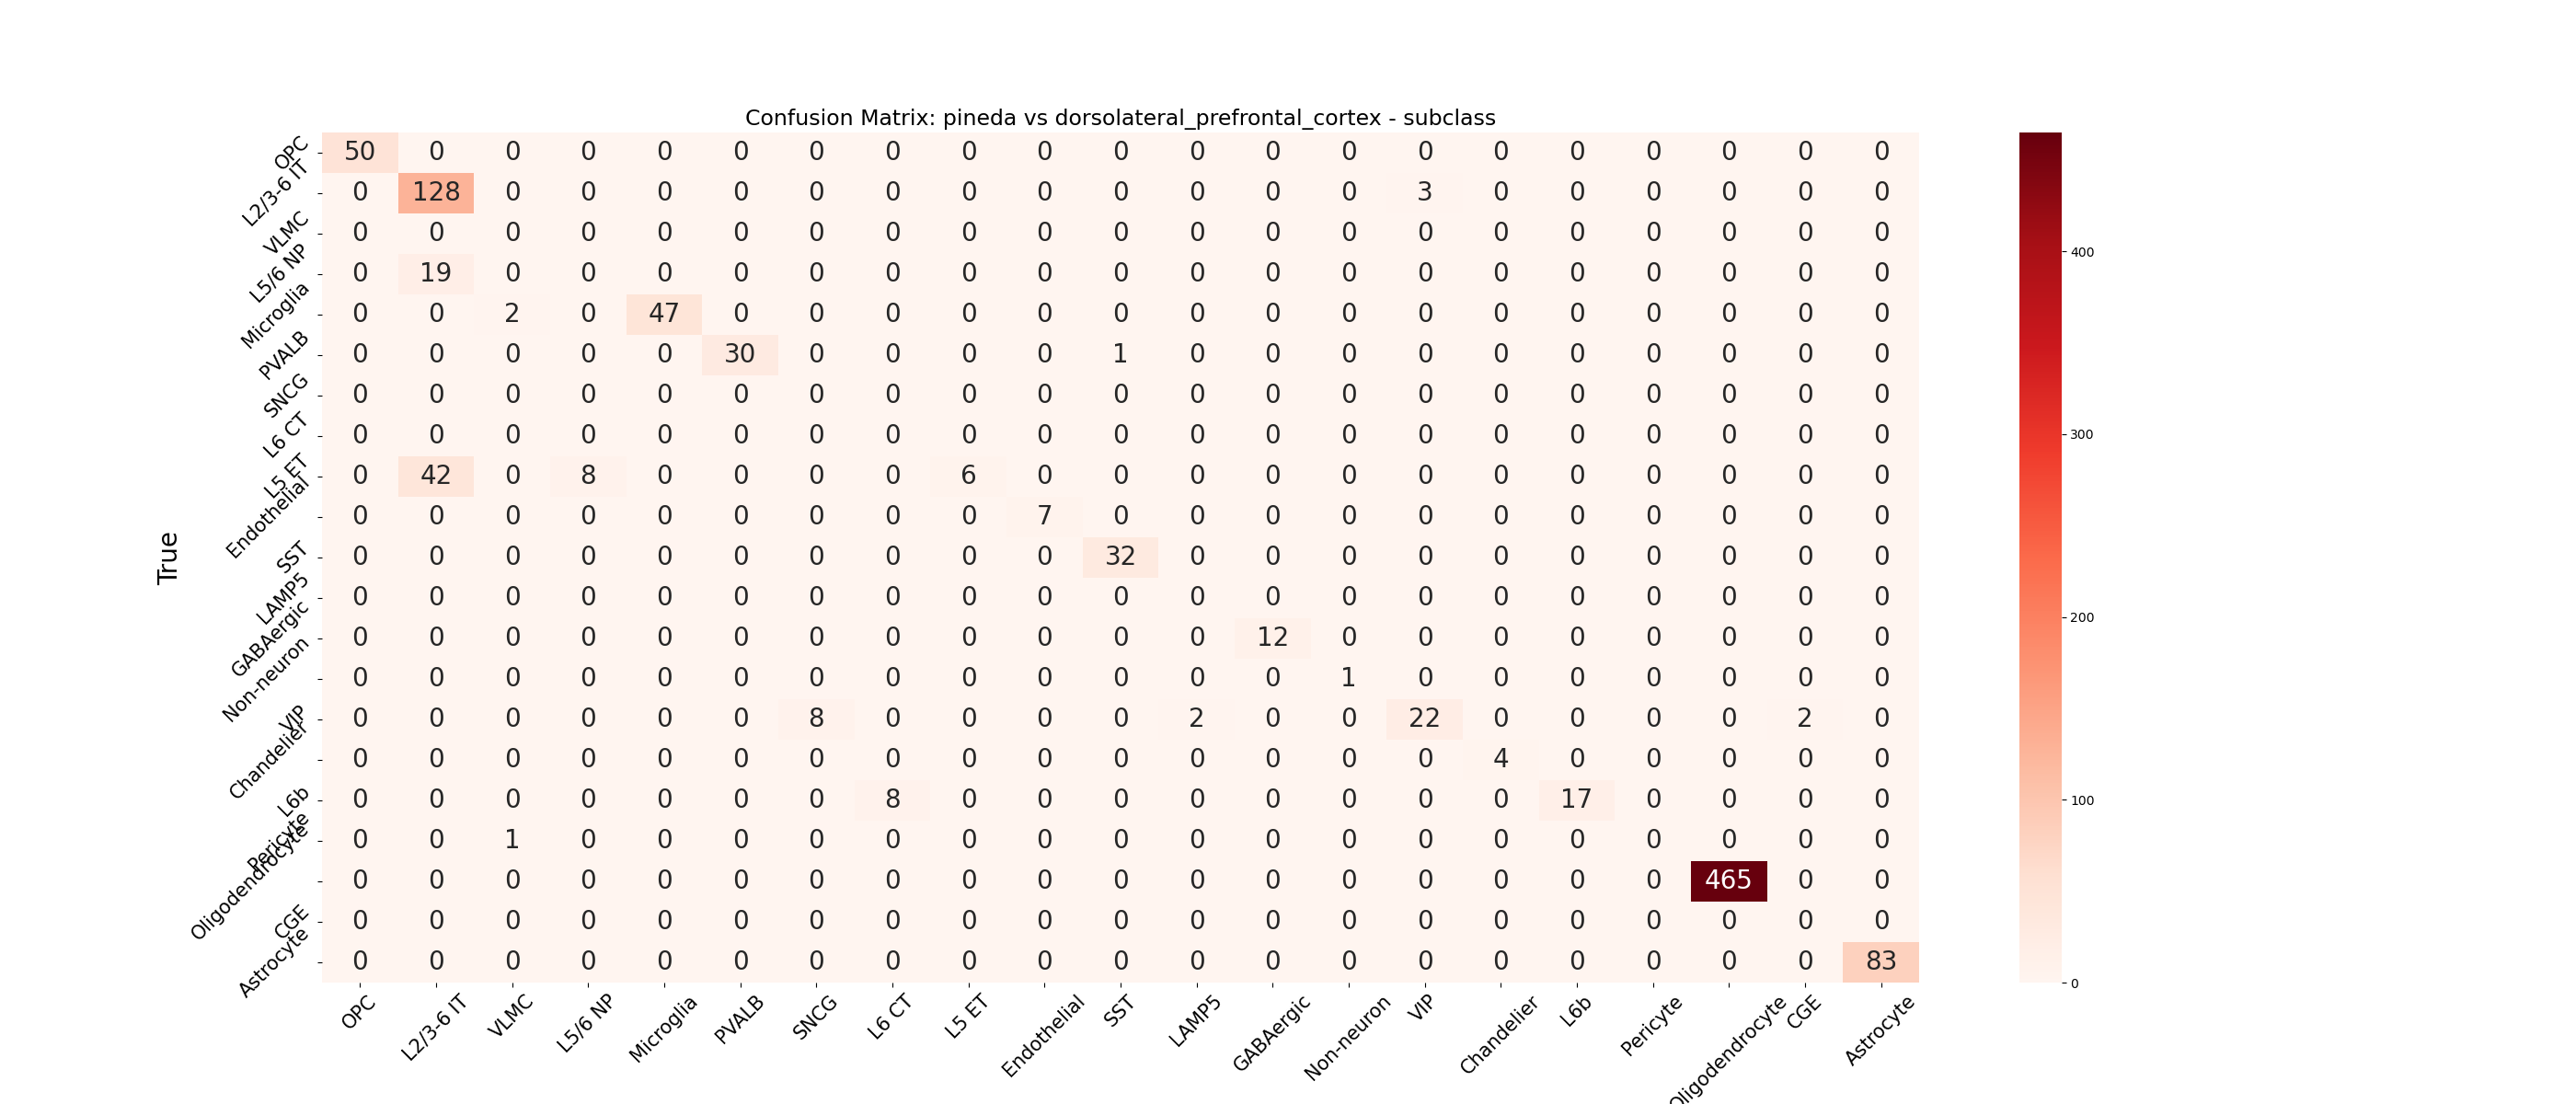 Confusion Matrix: pineda vs dorsolateral_prefrontal_cortex - subclass
True
OPC 50 0 0 0 0 0 0 0 0 0 0 0 0 0 0 0 0 0 0 0 0
L2/3-6 IT 0 128 0 0 0 0 0 0 0 0 0 0 0 0 3 0 0 0 0 0 0
VLMC 0 0 0 0 0 0 0 0 0 0 0 0 0 0 0 0 0 0 0 0 0
L5/6 NP 0 19 0 0 0 0 0 0 0 0 0 0 0 0 0 0 0 0 0 0 0
Microglia 0 0 2 0 47 0 0 0 0 0 0 0 0 0 0 0 0 0 0 0 0
PVALB 0 0 0 0 0 30 0 0 0 0 1 0 0 0 0 0 0 0 0 0 0
SNCG 0 0 0 0 0 0 0 0 0 0 0 0 0 0 0 0 0 0 0 0 0
L6 CT 0 0 0 0 0 0 0 0 0 0 0 0 0 0 0 0 0 0 0 0 0
L5 ET 0 42 0 8 0 0 0 0 6 0 0 0 0 0 0 0 0 0 0 0 0
Endothelial 0 0 0 0 0 0 0 0 0 7 0 0 0 0 0 0 0 0 0 0 0
SST 0 0 0 0 0 0 0 0 0 0 32 0 0 0 0 0 0 0 0 0 0
LAMP5 0 0 0 0 0 0 0 0 0 0 0 0 0 0 0 0 0 0 0 0 0
GABAergic 0 0 0 0 0 0 0 0 0 0 0 0 12 0 0 0 0 0 0 0 0
Non-neuron 0 0 0 0 0 0 0 0 0 0 0 0 0 1 0 0 0 0 0 0 0
VIP 0 0 0 0 0 0 8 0 0 0 0 2 0 0 22 0 0 0 0 2 0
Chandelier 0 0 0 0 0 0 0 0 0 0 0 0 0 0 0 4 0 0 0 0 0
L6b 0 0 0 0 0 0 0 8 0 0 0 0 0 0 0 0 17 0 0 0 0
Pericyte 0 0 1 0 0 0 0 0 0 0 0 0 0 0 0 0 0 0 0 0 0
Oligodendrocyte 0 0 0 0 0 0 0 0 0 0 0 0 0 0 0 0 0 0 465 0 0
CGE 0 0 0 0 0 0 0 0 0 0 0 0 0 0 0 0 0 0 0 0 0
Astrocyte 0 0 0 0 0 0 0 0 0 0 0 0 0 0 0 0 0 0 0 0 83
OPC L2/3-6 IT VLMC L5/6 NP Microglia PVALB SNCG L6 CT L5 ET Endothelial SST LAMP5 GABAergic Non-neuron VIP Chandelier L6b Pericyte Oligodendrocyte CGE Astrocyte
400
300
200
100
0